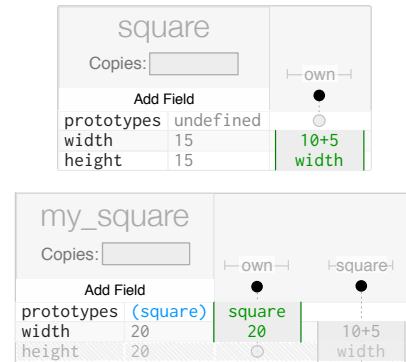 square
Copies:
own
Add Field
prototypes undefined
width 15 10+5
height 15 width
my_square
Copies:
own square
Add Field
prototypes (square) square
width 20 20 10+5
height 20 width